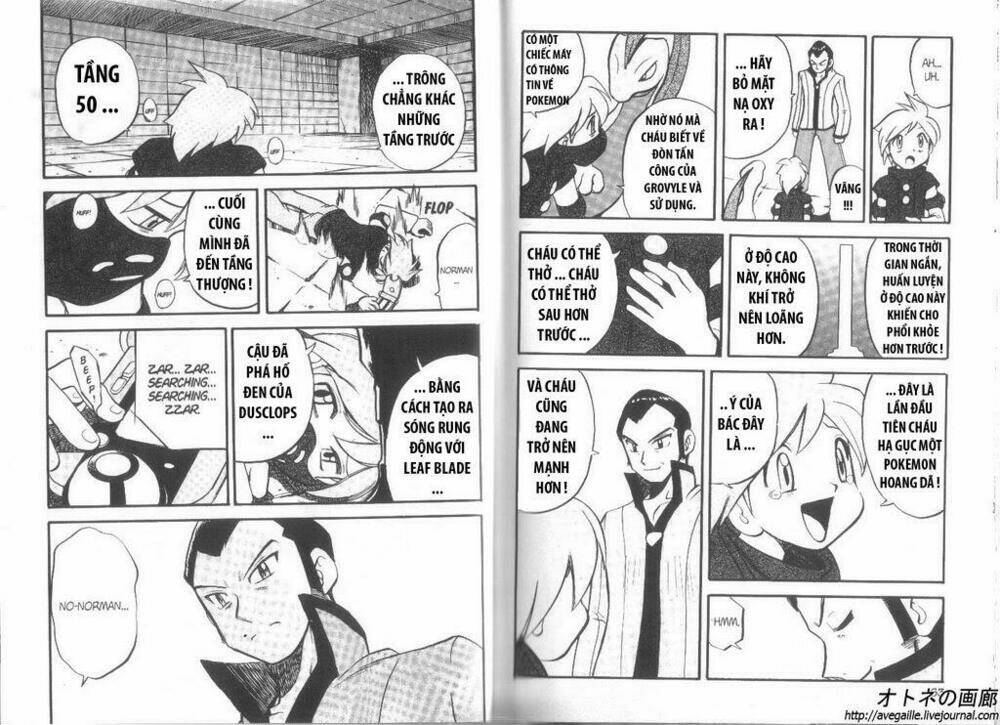 AH...
UH.
... HÃY
BỎ MẶT
NẠ OXY
RA !
VÂNG
!!!
CÓ MỘT
CHIẾC MÁY
CÓ THÔNG
TIN VỀ
POKEMON
NHỜ NÓ MÀ
CHÁU BIẾT VỀ
ĐÒN TẤN
CÔNG CỦA
GROVYLE VÀ
SỬ DỤNG.
TRONG THỜI
GIAN NGẮN,
HUẤN LUYỆN
Ở ĐỘ CAO NÀY
KHIẾN CHO
PHỔI KHỎE
HƠN TRƯỚC !
Ở ĐỘ CAO
NÀY, KHÔNG
KHÍ TRỞ
NÊN LOÃNG
HƠN.
CHÁU CÓ THỂ
THỞ ... CHÁU
CÓ THỂ THỞ
SAU HƠN
TRƯỚC ...
... ĐÂY LÀ
LẦN ĐẦU
TIÊN CHÁU
HẠ GỤC MỘT
POKEMON
HOANG DÃ !
.. Ý CỦA
BÁC ĐÂY
LÀ ...
VÀ CHÁU
CŨNG
ĐANG
TRỞ NÊN
MẠNH
HƠN !
HMM.
... TRÔNG
CHẲNG KHÁC
NHỮNG
TẦNG TRƯỚC
TẦNG
50 ...
HUFF
HUFF
FLOP
NORMAN
... CUỐI
CÙNG
MÌNH ĐÃ
ĐẾN TẦNG
THƯỢNG !
HUFF!
HUFF!
... BẰNG
CÁCH TẠO RA
SÓNG RUNG
ĐỘNG VỚI
LEAF BLADE
...
CẬU ĐÃ
PHÁ HỐ
ĐEN CỦA
DUSCLOPS
...
ZAR... ZAR...
SEARCHING...
SEARCHING...
ZZAR
BEEP!
NO-NORMAN...
オトネの画廊
http://avegaille.livejournal.com